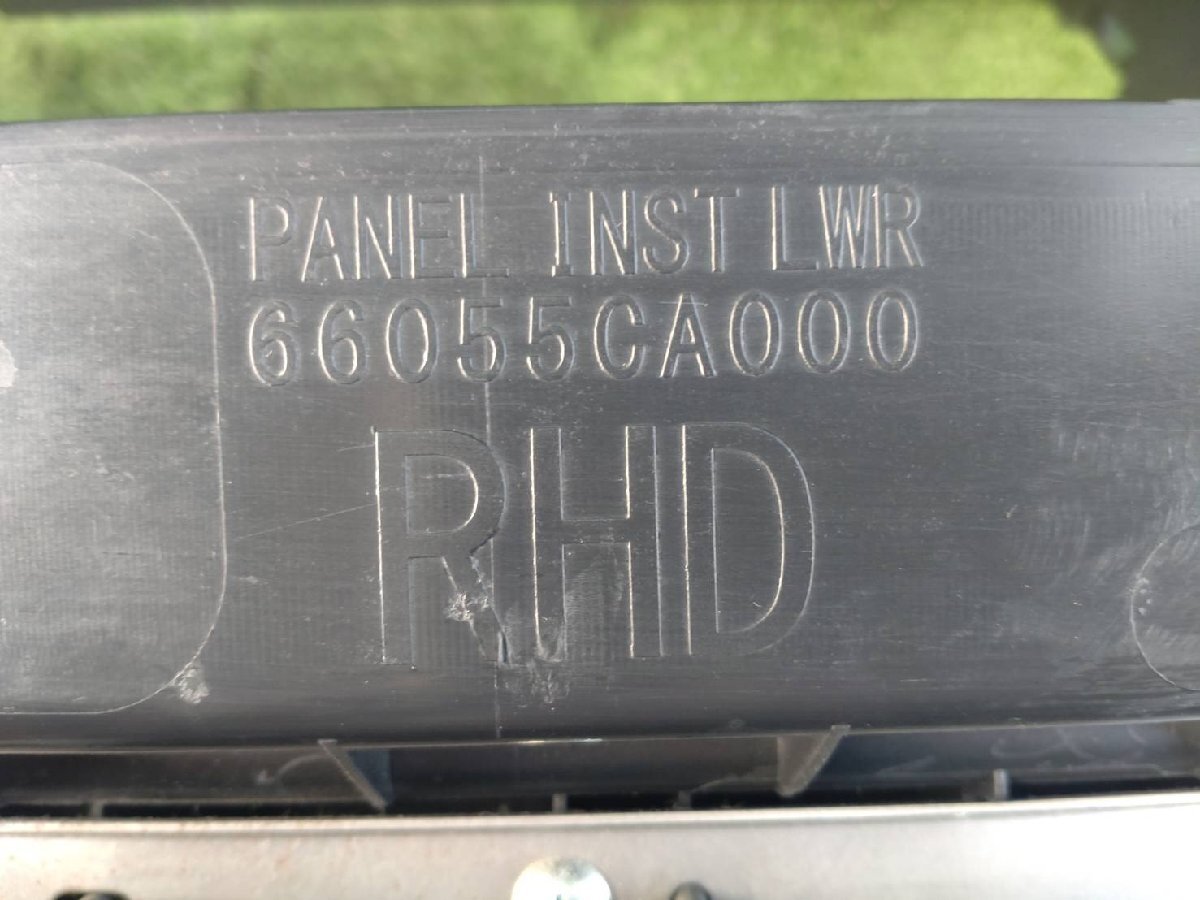 PANEL INST LWR
66055CA000
RHD